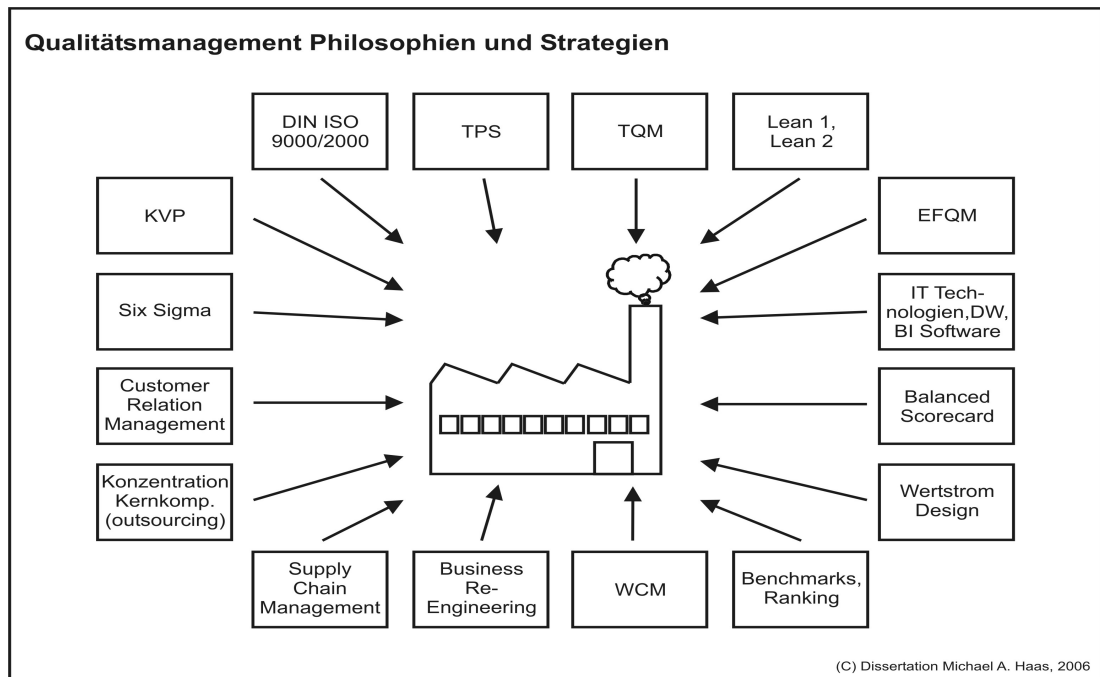 Qualitätsmanagement Philosophien und Strategien
DIN ISO
9000/2000
TPS
TQM
Lean 1,
Lean 2
KVP
EFQM
Six Sigma
IT Tech-
nologien,DW,
BI Software
Customer
Relation
Management
Balanced
Scorecard
Konzentration
Kernkomp.
(outsourcing)
Wertstrom
Design
Supply
Chain
Management
Business
Re-
Engineering
WCM
Benchmarks,
Ranking
(C) Dissertation Michael A. Haas, 2006